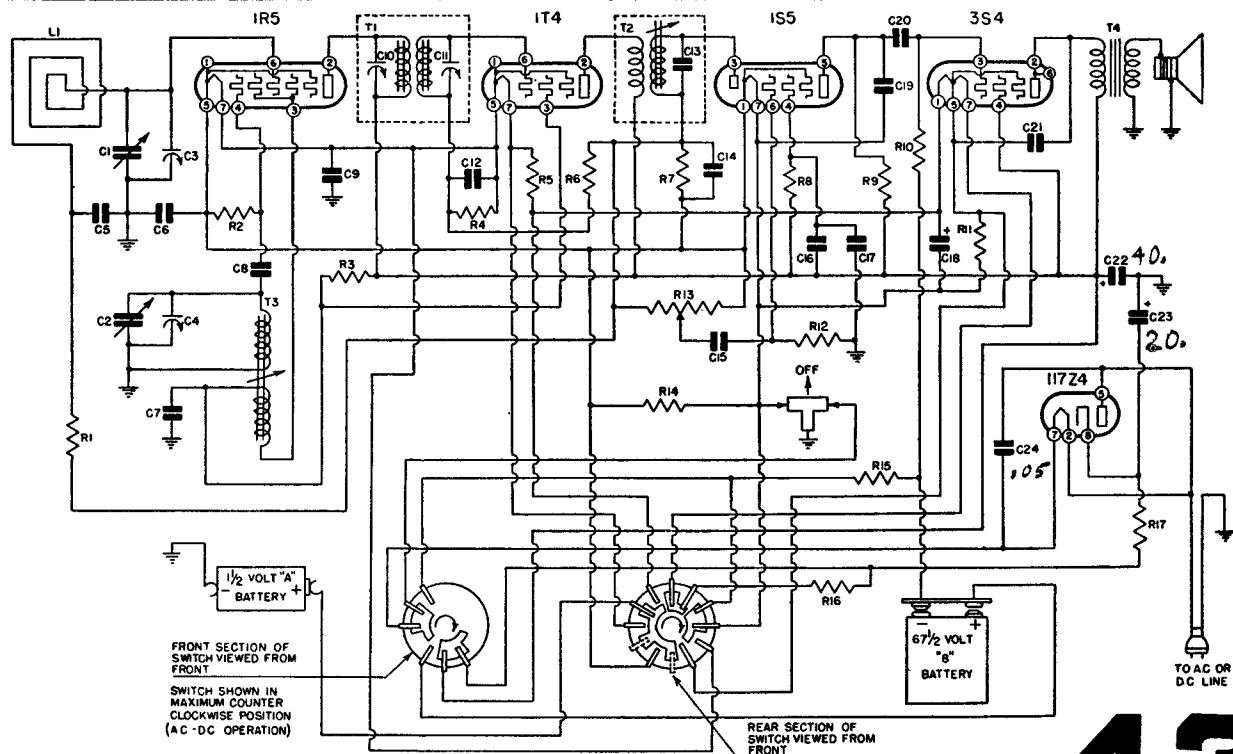 1R5
1T4
1S5
3S4
L1
T1
T2
T4
C20
C10
C11
C13
C19
C1
C3
C9
C12
R5
R6
R7
C14
R8
R9
R10
C21
R4
C5
C6
R2
C16
C17
C18
R11
C8
R3
C22 40.
T3
R13
C2
C4
C15
R12
C23
20.
OFF
117Z4
C7
R14
C24
.05
R1
R15
R17
1 1/2 VOLT "A"
- BATTERY +
R16
- +
67 1/2 VOLT
"B"
BATTERY
FRONT SECTION OF
SWITCH VIEWED FROM
FRONT
SWITCH SHOWN IN
MAXIMUM COUNTER
CLOCKWISE POSITION
(AC-DC OPERATION)
REAR SECTION OF
SWITCH VIEWED FROM
FRONT
TO AC OR
DC LINE